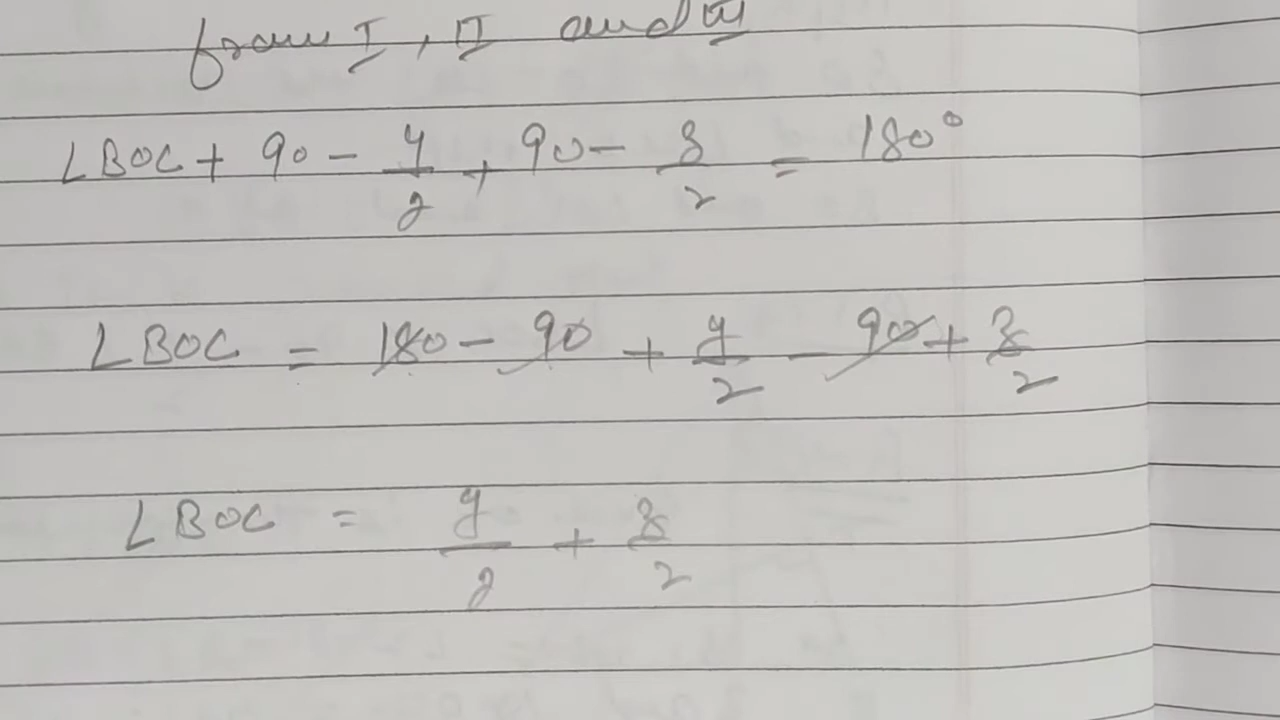 from I, II and III
∠BOC + 90 - y/2 + 90 - z/2 = 180°
∠BOC = 180 - 90 + y/2 - 90 + z/2
∠BOC = y/2 + z/2